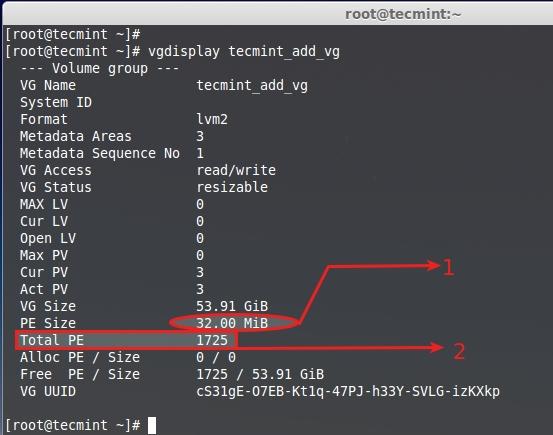 root@tecmint:~
[root@tecmint ~]#
[root@tecmint ~]# vgdisplay tecmint_add_vg
--- Volume group ---
VG Name tecmint_add_vg
System ID
Format lvm2
Metadata Areas 3
Metadata Sequence No 1
VG Access read/write
VG Status resizable
MAX LV 0
Cur LV 0
Open LV 0
Max PV 0
Cur PV 3
Act PV 3
VG Size 53.91 GiB
PE Size 32.00 MiB
Total PE 1725
Alloc PE / Size 0 / 0
Free PE / Size 1725 / 53.91 GiB
VG UUID cS31gE-O7EB-Kt1q-47PJ-h33Y-SVLG-izKXkp
[root@tecmint ~]#
1
2